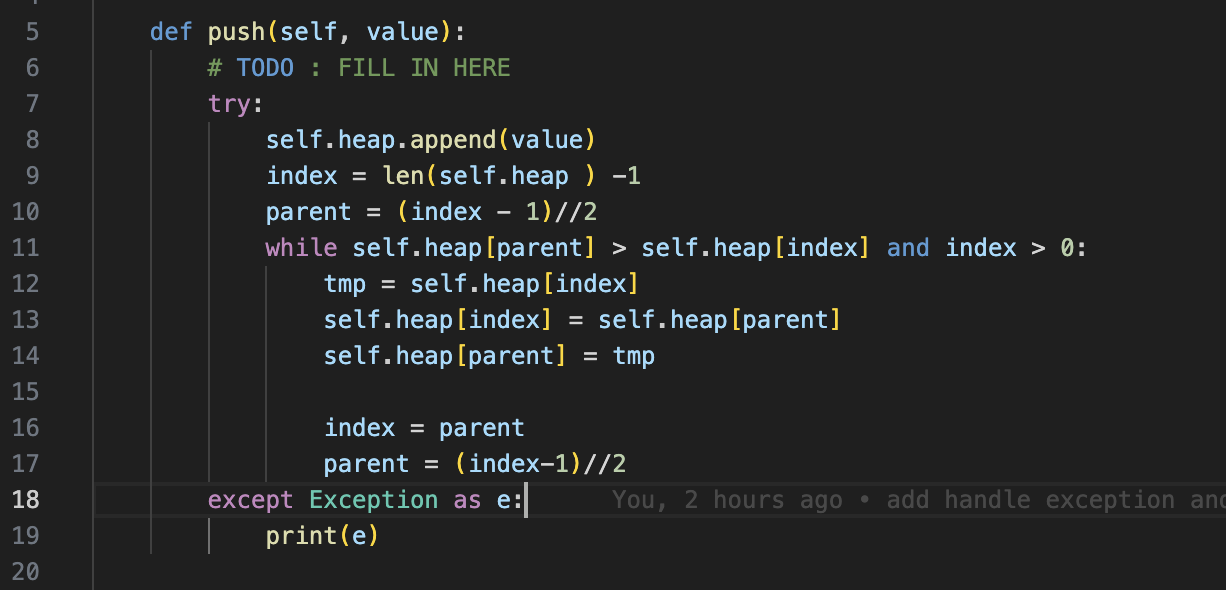 5 def push(self, value):
6 # TODO : FILL IN HERE
7 try:
8 self.heap.append(value)
9 index = len(self.heap ) -1
10 parent = (index - 1)//2
11 while self.heap[parent] > self.heap[index] and index > 0:
12 tmp = self.heap[index]
13 self.heap[index] = self.heap[parent]
14 self.heap[parent] = tmp
15
16 index = parent
17 parent = (index-1)//2
18 except Exception as e: You, 2 hours ago • add handle exception and
19 print(e)
20